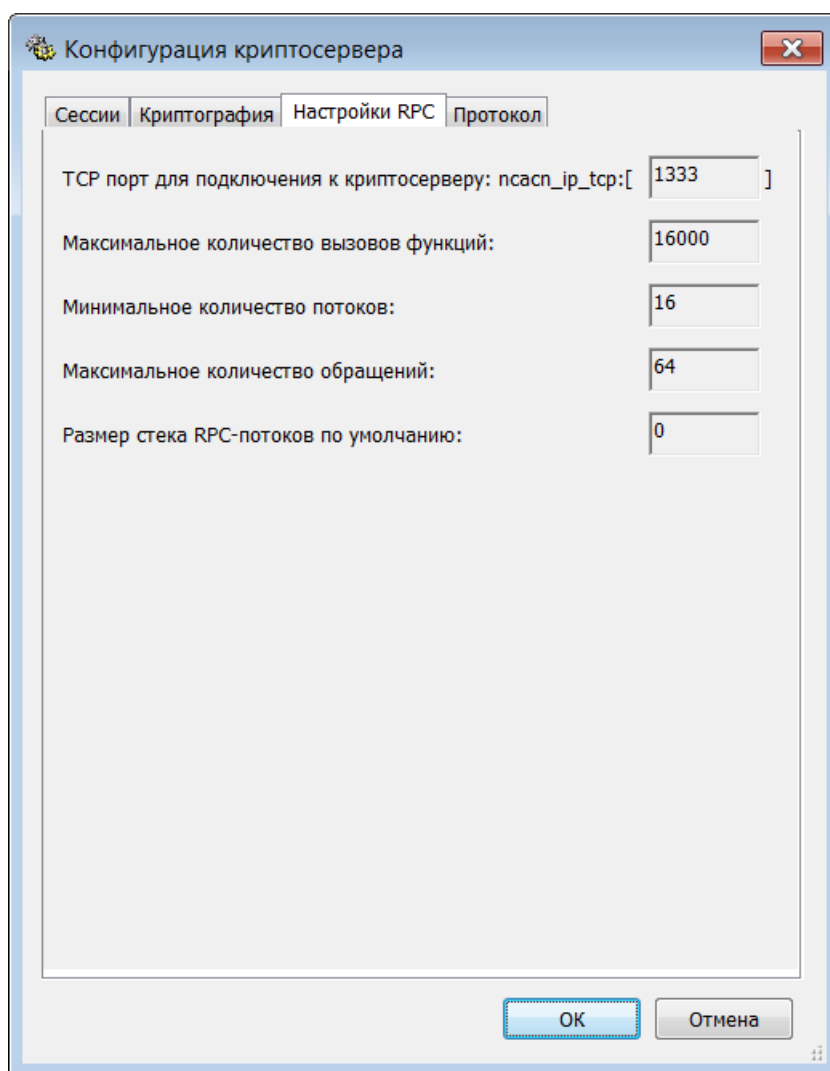 Конфигурация криптосервера
Сессии Криптография Настройки RPC Протокол
TCP порт для подключения к криптосерверу: ncacn_ip_tcp:[ 1333 ]
Максимальное количество вызовов функций: 16000
Минимальное количество потоков: 16
Максимальное количество обращений: 64
Размер стека RPC-потоков по умолчанию: 0
ОК Отмена